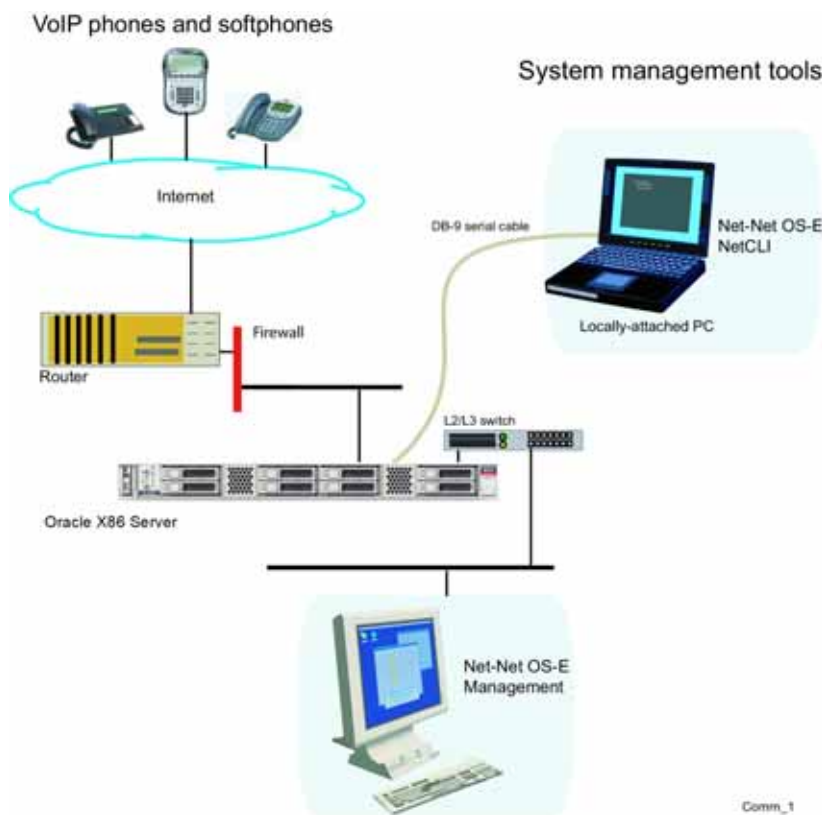 VoIP phones and softphones
System management tools
Internet
DB-9 serial cable
Net-Net OS-E
NetCLI
Locally-attached PC
Firewall
Router
L2/L3 switch
Oracle X86 Server
Net-Net OS-E
Management
Comm_1